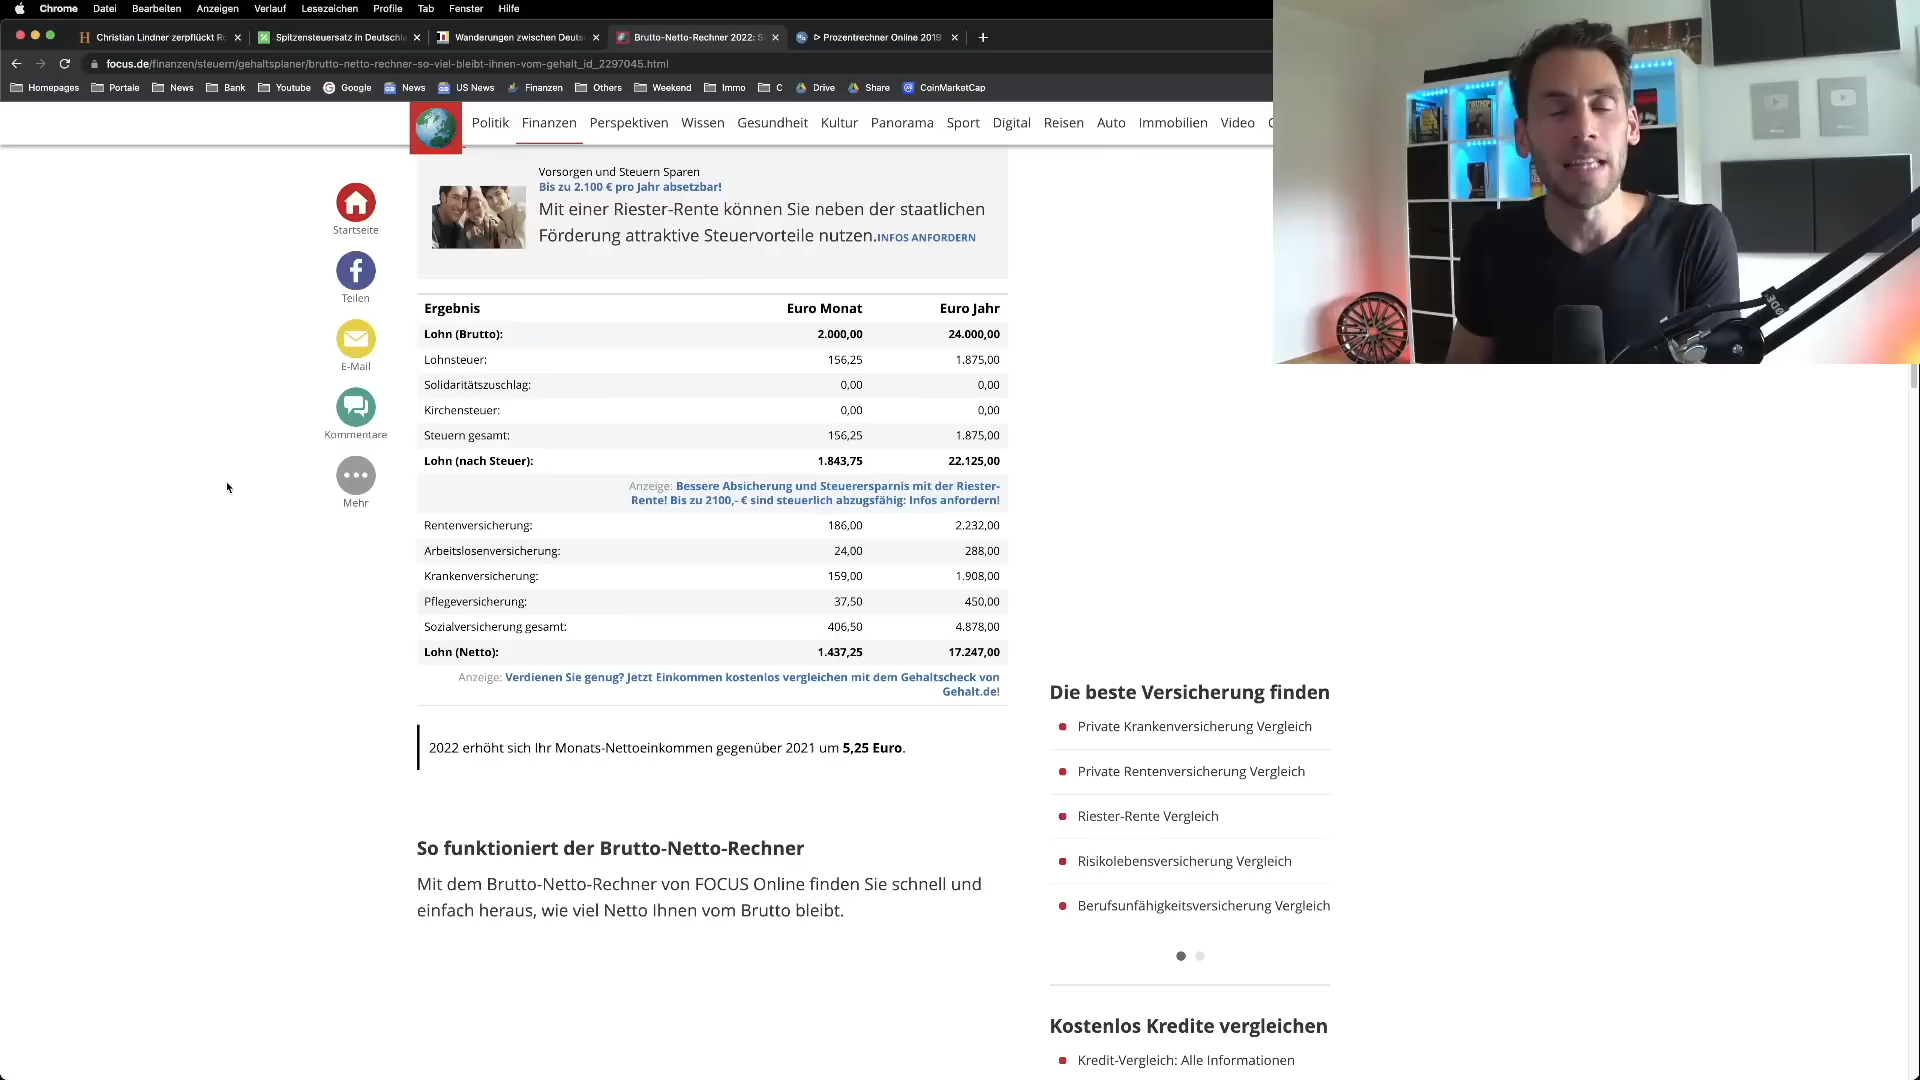 Chrome Datei Bearbeiten Anzeigen Verlauf Lesezeichen Profile Tab Fenster Hilfe
Christian Lindner zerpflückt Ro
Spitzensteuersatz in Deutschla
Wanderungen zwischen Deuts
Brutto-Netto-Rechner 2022: S
Prozentrechner Online 2019
focus.de/finanzen/steuern/gehaltsplaner/brutto-netto-rechner-so-viel-bleibt-ihnen-vom-gehalt_id_2297045.html
Homepages Portale News Bank Youtube Google News US News Finanzen Others Weekend Immo C Drive Share CoinMarketCap
Politik Finanzen Perspektiven Wissen Gesundheit Kultur Panorama Sport Digital Reisen Auto Immobilien Video
Startseite
Teilen
E-Mail
Kommentare
Mehr
Vorsorgen und Steuern Sparen
Bis zu 2.100 € pro Jahr absetzbar!
Mit einer Riester-Rente können Sie neben der staatlichen
Förderung attraktive Steuervorteile nutzen.INFOS ANFORDERN
Ergebnis Euro Monat Euro Jahr
Lohn (Brutto): 2.000,00 24.000,00
Lohnsteuer: 156,25 1.875,00
Solidaritätszuschlag: 0,00 0,00
Kirchensteuer: 0,00 0,00
Steuern gesamt: 156,25 1.875,00
Lohn (nach Steuer): 1.843,75 22.125,00
Anzeige: Bessere Absicherung und Steuerersparnis mit der Riester-
Rente! Bis zu 2100,- € sind steuerlich abzugsfähig: Infos anfordern!
Rentenversicherung: 186,00 2.232,00
Arbeitslosenversicherung: 24,00 288,00
Krankenversicherung: 159,00 1.908,00
Pflegeversicherung: 37,50 450,00
Sozialversicherung gesamt: 406,50 4.878,00
Lohn (Netto): 1.437,25 17.247,00
Anzeige: Verdienen Sie genug? Jetzt Einkommen kostenlos vergleichen mit dem Gehaltscheck von
Gehalt.de!
2022 erhöht sich Ihr Monats-Nettoeinkommen gegenüber 2021 um 5,25 Euro.
So funktioniert der Brutto-Netto-Rechner
Mit dem Brutto-Netto-Rechner von FOCUS Online finden Sie schnell und
einfach heraus, wie viel Netto Ihnen vom Brutto bleibt.
Die beste Versicherung finden
Private Krankenversicherung Vergleich
Private Rentenversicherung Vergleich
Riester-Rente Vergleich
Risikolebensversicherung Vergleich
Berufsunfähigkeitsversicherung Vergleich
Kostenlos Kredite vergleichen
Kredit-Vergleich: Alle Informationen
TRUMP
RØDE